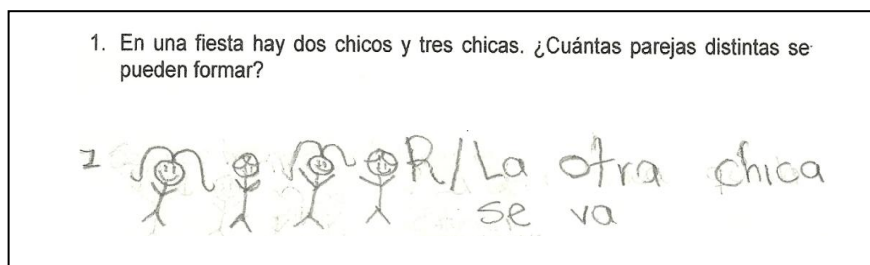 1. En una fiesta hay dos chicos y tres chicas. ¿Cuántas parejas distintas se
pueden formar?
1 R/La otra chica
se va